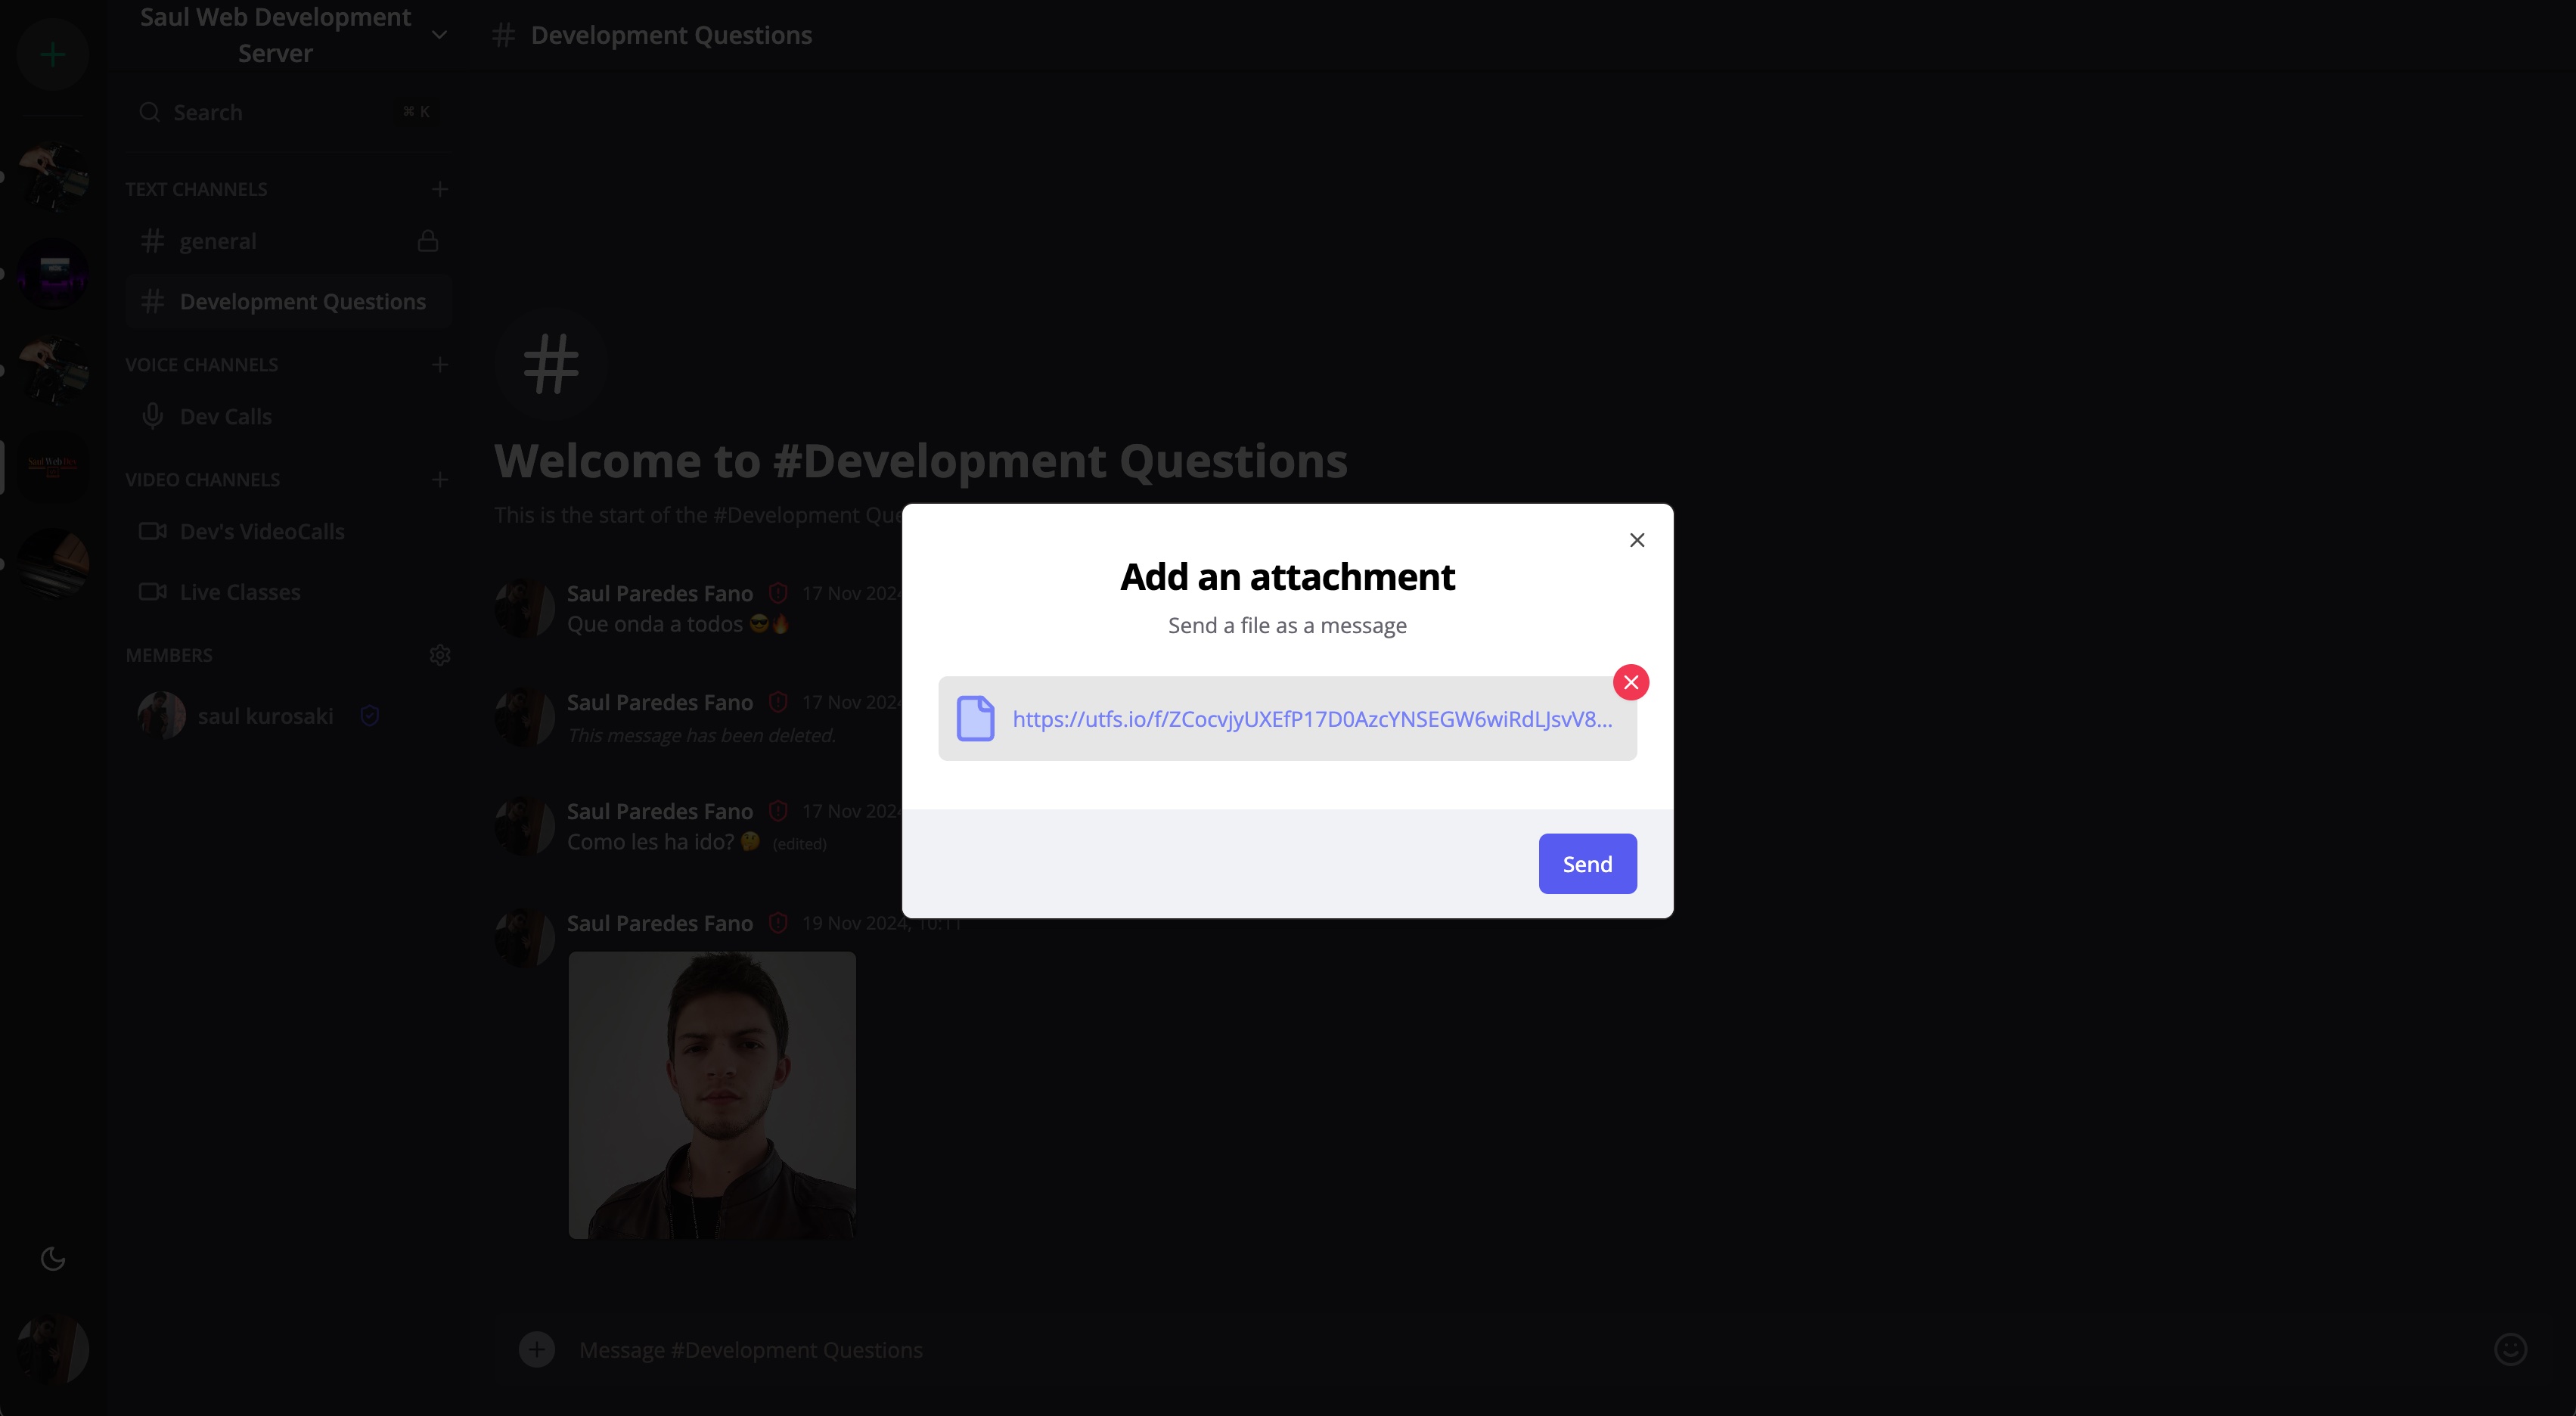 Saul Web Development
Server
Search
⌘ K
TEXT CHANNELS
general
Development Questions
VOICE CHANNELS
Dev Calls
VIDEO CHANNELS
Dev's VideoCalls
Live Classes
MEMBERS
saul kurosaki
# Development Questions
Welcome to #Development Questions
This is the start of the #Development Que
Saul Paredes Fano 17 Nov 202
Que onda a todos 😎🔥
Saul Paredes Fano 17 Nov 202
This message has been deleted.
Saul Paredes Fano 17 Nov 202
Como les ha ido? 🤔 (edited)
Saul Paredes Fano 19 Nov 2024, 10:11
Message #Development Questions
Add an attachment
Send a file as a message
https://utfs.io/f/ZCocvjyUXEfP17D0AzcYNSEGW6wiRdLJsvV8...
Send